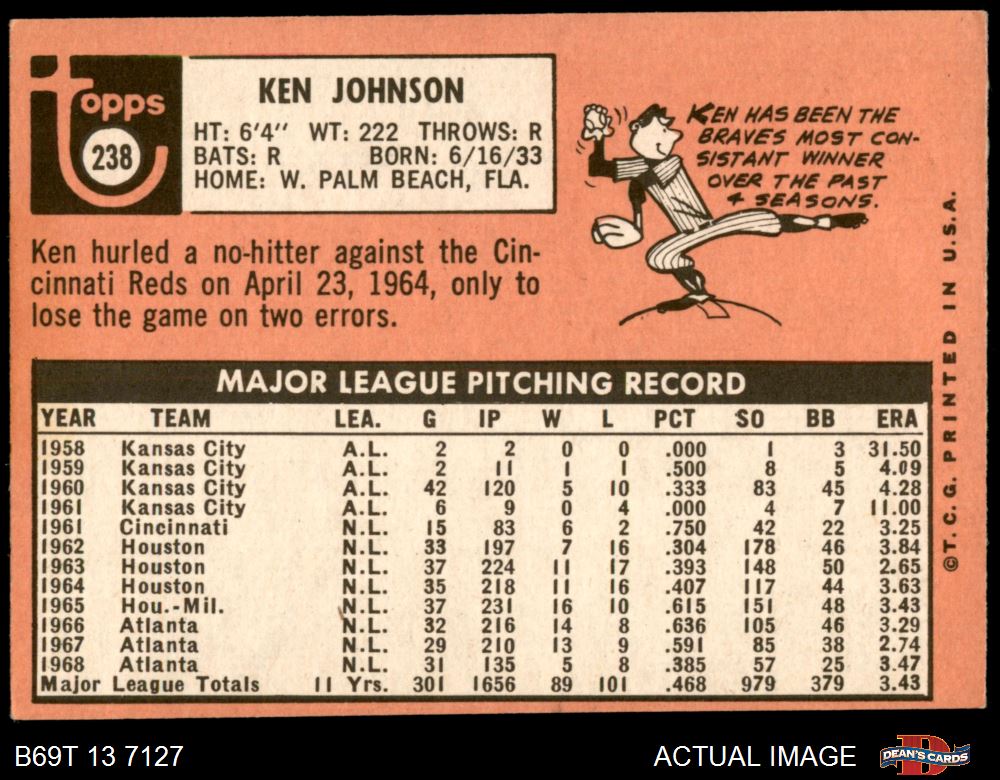 topps
238
KEN JOHNSON
HT: 6'4" WT: 222 THROWS: R
BATS: R BORN: 6/16/33
HOME: W. PALM BEACH, FLA.
KEN HAS BEEN THE
BRAVES MOST CON-
SISTANT WINNER
OVER THE PAST
4 SEASONS.
Ken hurled a no-hitter against the Cin-
cinnati Reds on April 23, 1964, only to
lose the game on two errors.
MAJOR LEAGUE PITCHING RECORD
YEAR TEAM LEA. G IP W L PCT SO BB ERA
1958 Kansas City A.L. 2 2 0 0 .000 1 3 31.50
1959 Kansas City A.L. 2 11 1 1 .500 8 5 4.09
1960 Kansas City A.L. 42 120 5 10 .333 83 45 4.28
1961 Kansas City A.L. 6 9 0 4 .000 4 7 11.00
1961 Cincinnati N.L. 15 83 6 2 .750 42 22 3.25
1962 Houston N.L. 33 197 7 16 .304 178 46 3.84
1963 Houston N.L. 37 224 11 17 .393 148 50 2.65
1964 Houston N.L. 35 218 11 16 .407 117 44 3.63
1965 Hou.-Mil. N.L. 37 231 16 10 .615 151 48 3.43
1966 Atlanta N.L. 32 216 14 8 .636 105 46 3.29
1967 Atlanta N.L. 29 210 13 9 .591 85 38 2.74
1968 Atlanta N.L. 31 135 5 8 .385 57 25 3.47
Major League Totals 11 Yrs. 301 1656 89 101 .468 979 379 3.43
©T.C.G. PRINTED IN U.S.A.
B69T 13 7127
ACTUAL IMAGE
DEAN'S CARDS